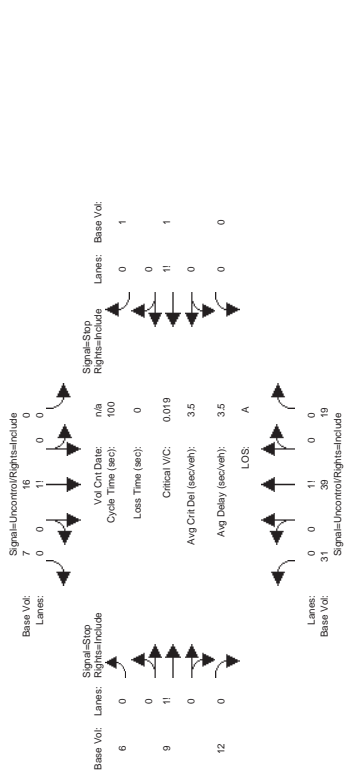 Signal=Uncontrol/Rights=Include
Base Vol: 7 16 0
Lanes: 0 0 1! 0 0
Signal=Stop
Rights=Include
Base Vol: Lanes:
6 0
0
9 1!
0
12 0
Vol Cnt Date: n/a
Cycle Time (sec): 100
Loss Time (sec): 0
Critical V/C: 0.019
Avg Crit Del (sec/veh): 3.5
Avg Delay (sec/veh): 3.5
LOS: A
Signal=Stop
Rights=Include
Lanes: Base Vol:
0 1
0
1! 1
0
0 0
Lanes: 0 0 1! 0 0
Base Vol: 31 39 19
Signal=Uncontrol/Rights=Include